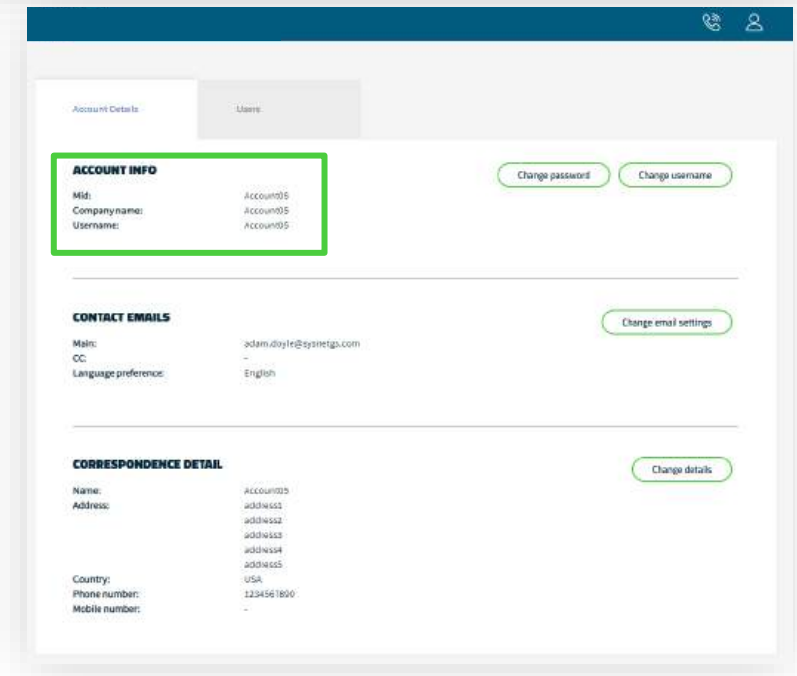 Account Details
Users
ACCOUNT INFO
Change password
Change username
Mid: Account05
Company name: Account05
Username: Account05
CONTACT EMAILS
Change email settings
Main: adam.doyle@sysnetgs.com
CC: -
Language preference: English
CORRESPONDENCE DETAIL
Change details
Name: Account05
Address: address1
address2
address3
address4
address5
Country: USA
Phone number: 1234561890
Mobile number: -